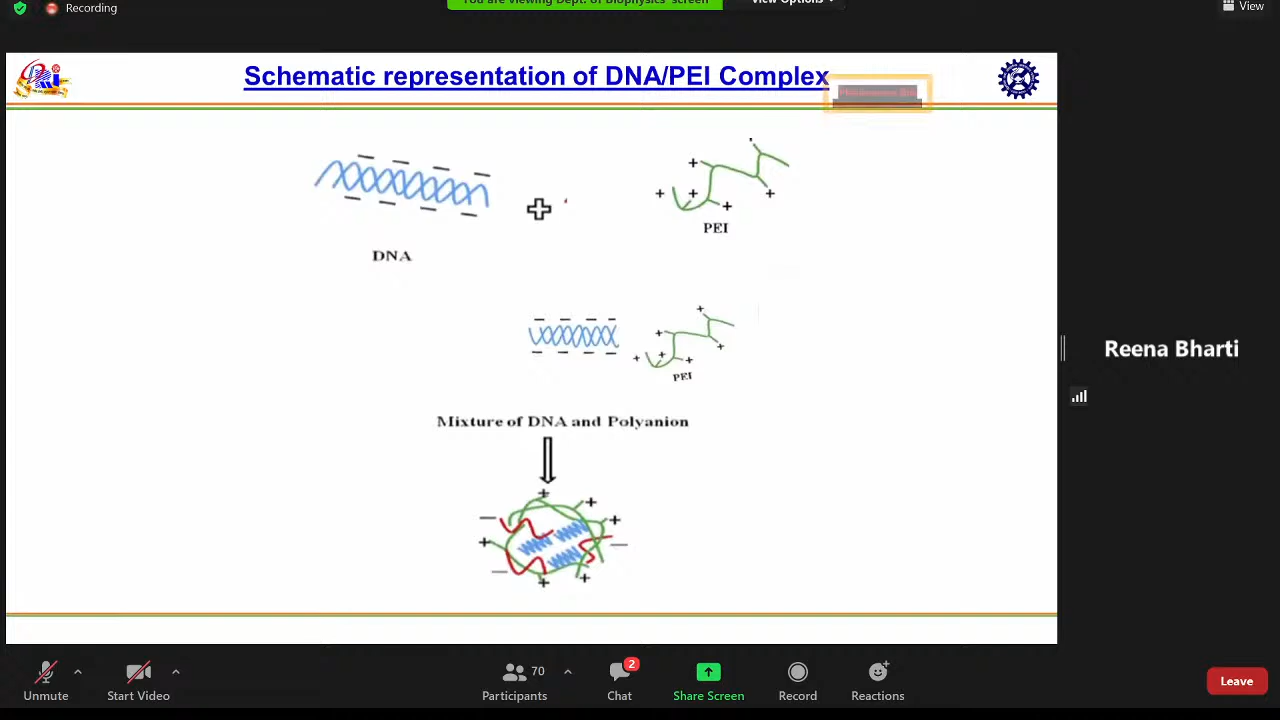 Recording
You are viewing Dept. of Biophysics' screen
View Options
View
Schematic representation of DNA/PEI Complex
DNA
PEI
PEI
Mixture of DNA and Polyanion
Reena Bharti
Unmute
Start Video
70
Participants
2
Chat
Share Screen
Record
Reactions
Leave